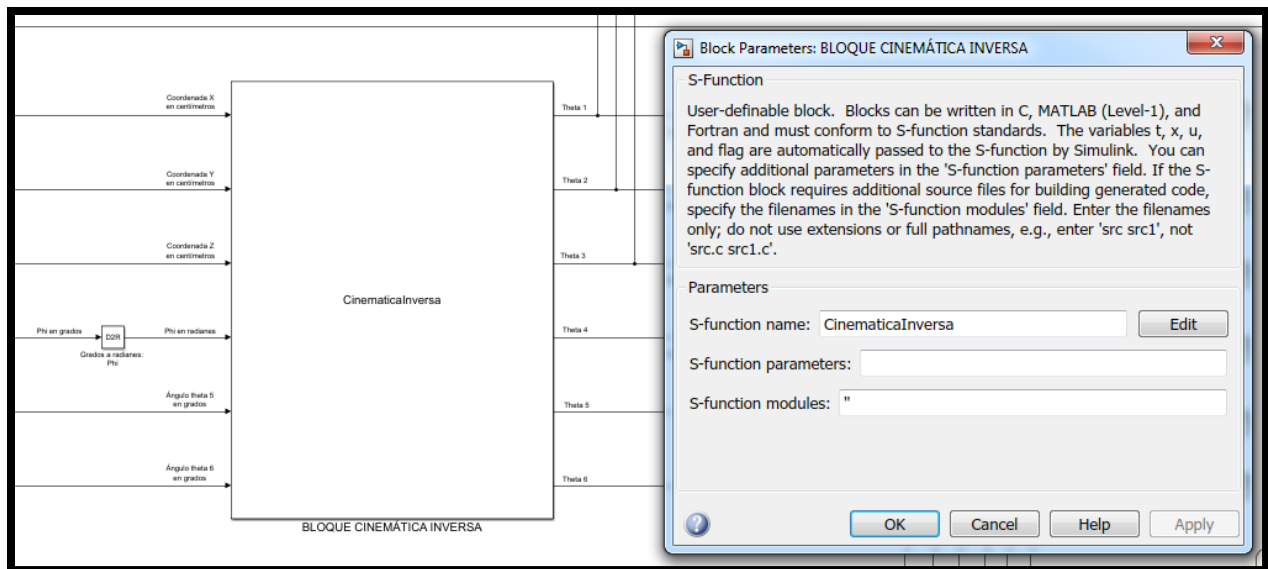 Coordenada X
en centímetros
Theta 1
Coordenada Y
en centímetros
Theta 2
Coordenada Z
en centímetros
Theta 3
CinematicaInversa
Phi en grados
D2R
Phi en radianes
Theta 4
Grados a radianes:
Phi
Ángulo theta 5
en grados
Theta 5
Ángulo theta 6
en grados
Theta 6
BLOQUE CINEMÁTICA INVERSA
Block Parameters: BLOQUE CINEMÁTICA INVERSA
S-Function
User-definable block.  Blocks can be written in C, MATLAB (Level-1), and
Fortran and must conform to S-function standards.  The variables t, x, u,
and flag are automatically passed to the S-function by Simulink.  You can
specify additional parameters in the 'S-function parameters' field. If the S-
function block requires additional source files for building generated code,
specify the filenames in the 'S-function modules' field. Enter the filenames
only; do not use extensions or full pathnames, e.g., enter 'src src1', not
'src.c src1.c'.
Parameters
S-function name: CinematicaInversa Edit
S-function parameters:
S-function modules: ''
OK Cancel Help Apply